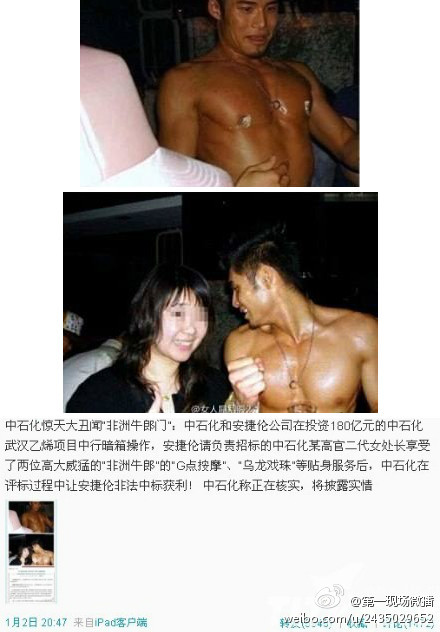 @女人最风骚pp
中石化惊天大丑闻"非洲牛郎门"：中石化和安捷伦公司在投资180亿元的中石化
武汉乙烯项目中行暗箱操作，安捷伦请负责招标的中石化某高官二代女处长享受
了两位高大威猛的"非洲牛郎"的"G点按摩"、"乌龙戏珠"等贴身服务后，中石化在
评标过程中让安捷伦非法中标获利！ 中石化称正在核实，将披露实情
@第一现场微播
1月2日 20:47 来自iPad客户端
weibo.com/u/2435029652